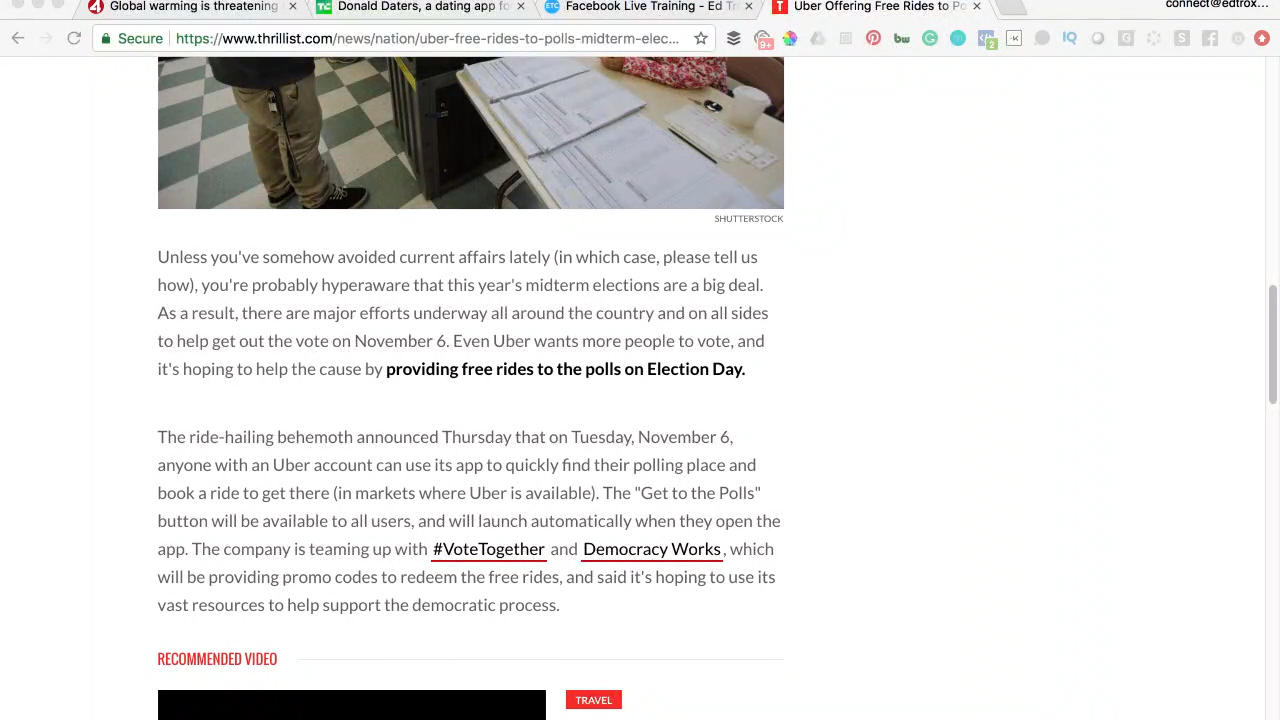 Global warming is threatening
Donald Daters, a dating app fo
Facebook Live Training - Ed Tr
Uber Offering Free Rides to Po
connect@edtrox...
Secure
https://www.thrillist.com/news/nation/uber-free-rides-to-polls-midterm-elec...
SHUTTERSTOCK
Unless you've somehow avoided current affairs lately (in which case, please tell us
how), you're probably hyperaware that this year's midterm elections are a big deal.
As a result, there are major efforts underway all around the country and on all sides
to help get out the vote on November 6. Even Uber wants more people to vote, and
it's hoping to help the cause by providing free rides to the polls on Election Day.
The ride-hailing behemoth announced Thursday that on Tuesday, November 6,
anyone with an Uber account can use its app to quickly find their polling place and
book a ride to get there (in markets where Uber is available). The "Get to the Polls"
button will be available to all users, and will launch automatically when they open the
app. The company is teaming up with #VoteTogether and Democracy Works, which
will be providing promo codes to redeem the free rides, and said it's hoping to use its
vast resources to help support the democratic process.
RECOMMENDED VIDEO
TRAVEL